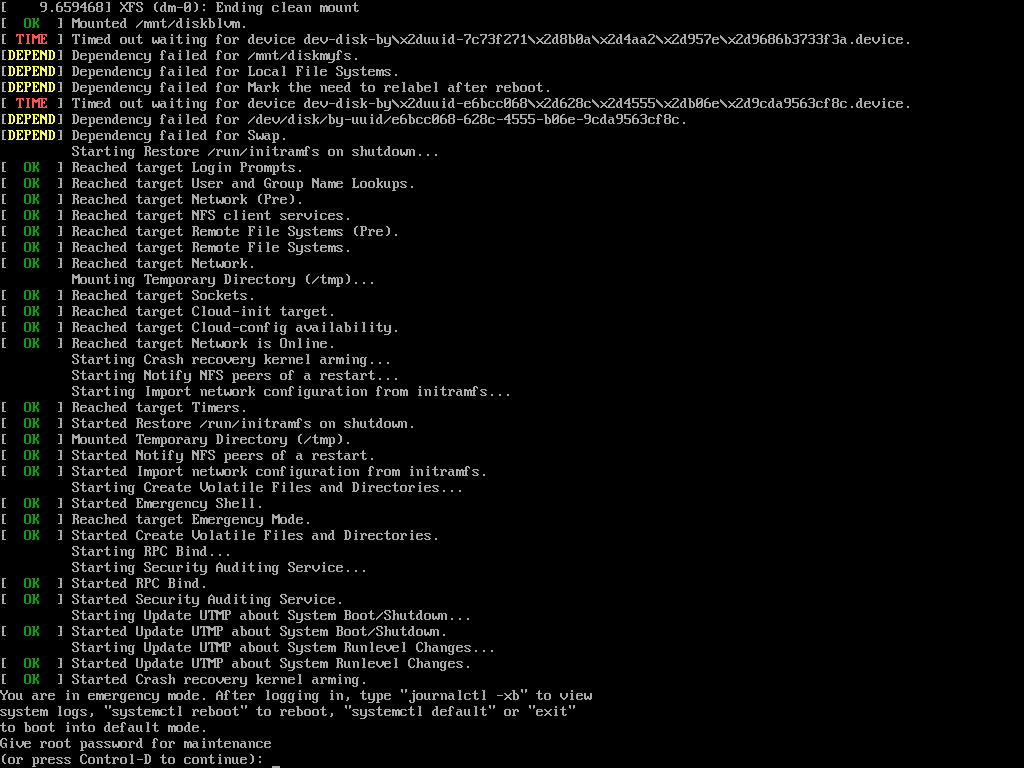 [    9.659468] XFS (dm-0): Ending clean mount
[  OK  ] Mounted /mnt/diskblvm.
[ TIME ] Timed out waiting for device dev-disk-by\x2duuid-7c73f271\x2d8b0a\x2d4aa2\x2d957e\x2d9686b3733f3a.device.
[DEPEND] Dependency failed for /mnt/diskmyfs.
[DEPEND] Dependency failed for Local File Systems.
[DEPEND] Dependency failed for Mark the need to relabel after reboot.
[ TIME ] Timed out waiting for device dev-disk-by\x2duuid-e6bcc068\x2d628c\x2d4555\x2db06e\x2d9cda9563cf8c.device.
[DEPEND] Dependency failed for /dev/disk/by-uuid/e6bcc068-628c-4555-b06e-9cda9563cf8c.
[DEPEND] Dependency failed for Swap.
         Starting Restore /run/initramfs on shutdown...
[  OK  ] Reached target Login Prompts.
[  OK  ] Reached target User and Group Name Lookups.
[  OK  ] Reached target Network (Pre).
[  OK  ] Reached target NFS client services.
[  OK  ] Reached target Remote File Systems (Pre).
[  OK  ] Reached target Remote File Systems.
[  OK  ] Reached target Network.
         Mounting Temporary Directory (/tmp)...
[  OK  ] Reached target Sockets.
[  OK  ] Reached target Cloud-init target.
[  OK  ] Reached target Cloud-config availability.
[  OK  ] Reached target Network is Online.
         Starting Crash recovery kernel arming...
         Starting Notify NFS peers of a restart...
         Starting Import network configuration from initramfs...
[  OK  ] Reached target Timers.
[  OK  ] Started Restore /run/initramfs on shutdown.
[  OK  ] Mounted Temporary Directory (/tmp).
[  OK  ] Started Notify NFS peers of a restart.
[  OK  ] Started Import network configuration from initramfs.
         Starting Create Volatile Files and Directories...
[  OK  ] Started Emergency Shell.
[  OK  ] Reached target Emergency Mode.
[  OK  ] Started Create Volatile Files and Directories.
         Starting RPC Bind...
         Starting Security Auditing Service...
[  OK  ] Started RPC Bind.
[  OK  ] Started Security Auditing Service.
         Starting Update UTMP about System Boot/Shutdown...
[  OK  ] Started Update UTMP about System Boot/Shutdown.
         Starting Update UTMP about System Runlevel Changes...
[  OK  ] Started Update UTMP about System Runlevel Changes.
[  OK  ] Started Crash recovery kernel arming.
You are in emergency mode. After logging in, type "journalctl -xb" to view
system logs, "systemctl reboot" to reboot, "systemctl default" or "exit"
to boot into default mode.
Give root password for maintenance
(or press Control-D to continue): _